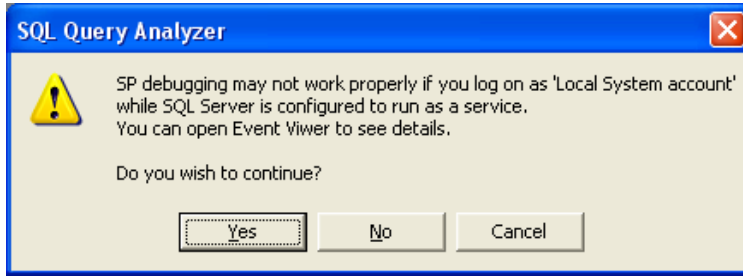 SQL Query Analyzer
SP debugging may not work properly if you log on as 'Local System account'
while SQL Server is configured to run as a service.
You can open Event Viwer to see details.
Do you wish to continue?
Yes
No
Cancel